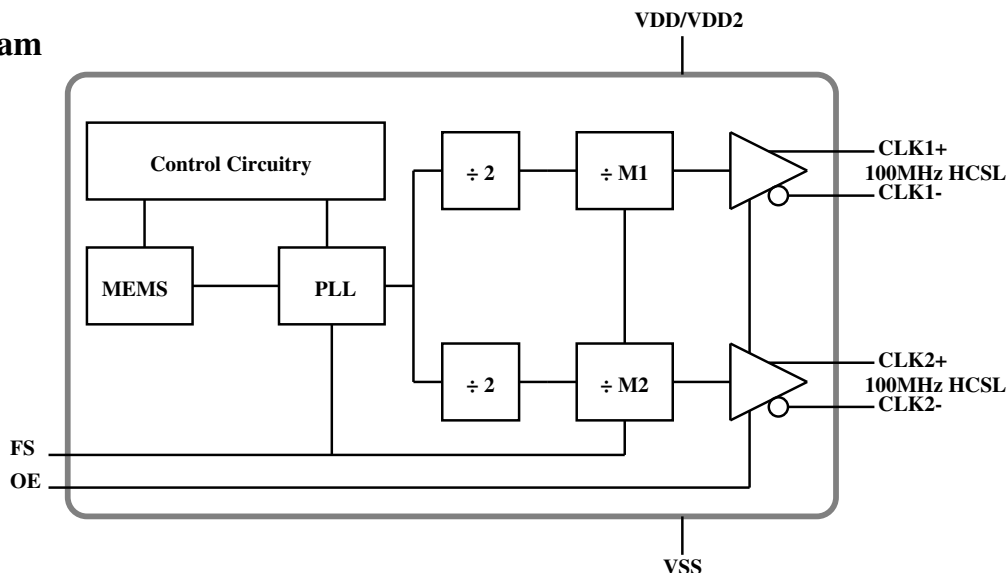 VDD/VDD2
am
Control Circuitry
÷ 2
÷ M1
CLK1+
100MHz HCSL
CLK1-
MEMS
PLL
÷ 2
÷ M2
CLK2+
100MHz HCSL
CLK2-
FS
OE
VSS